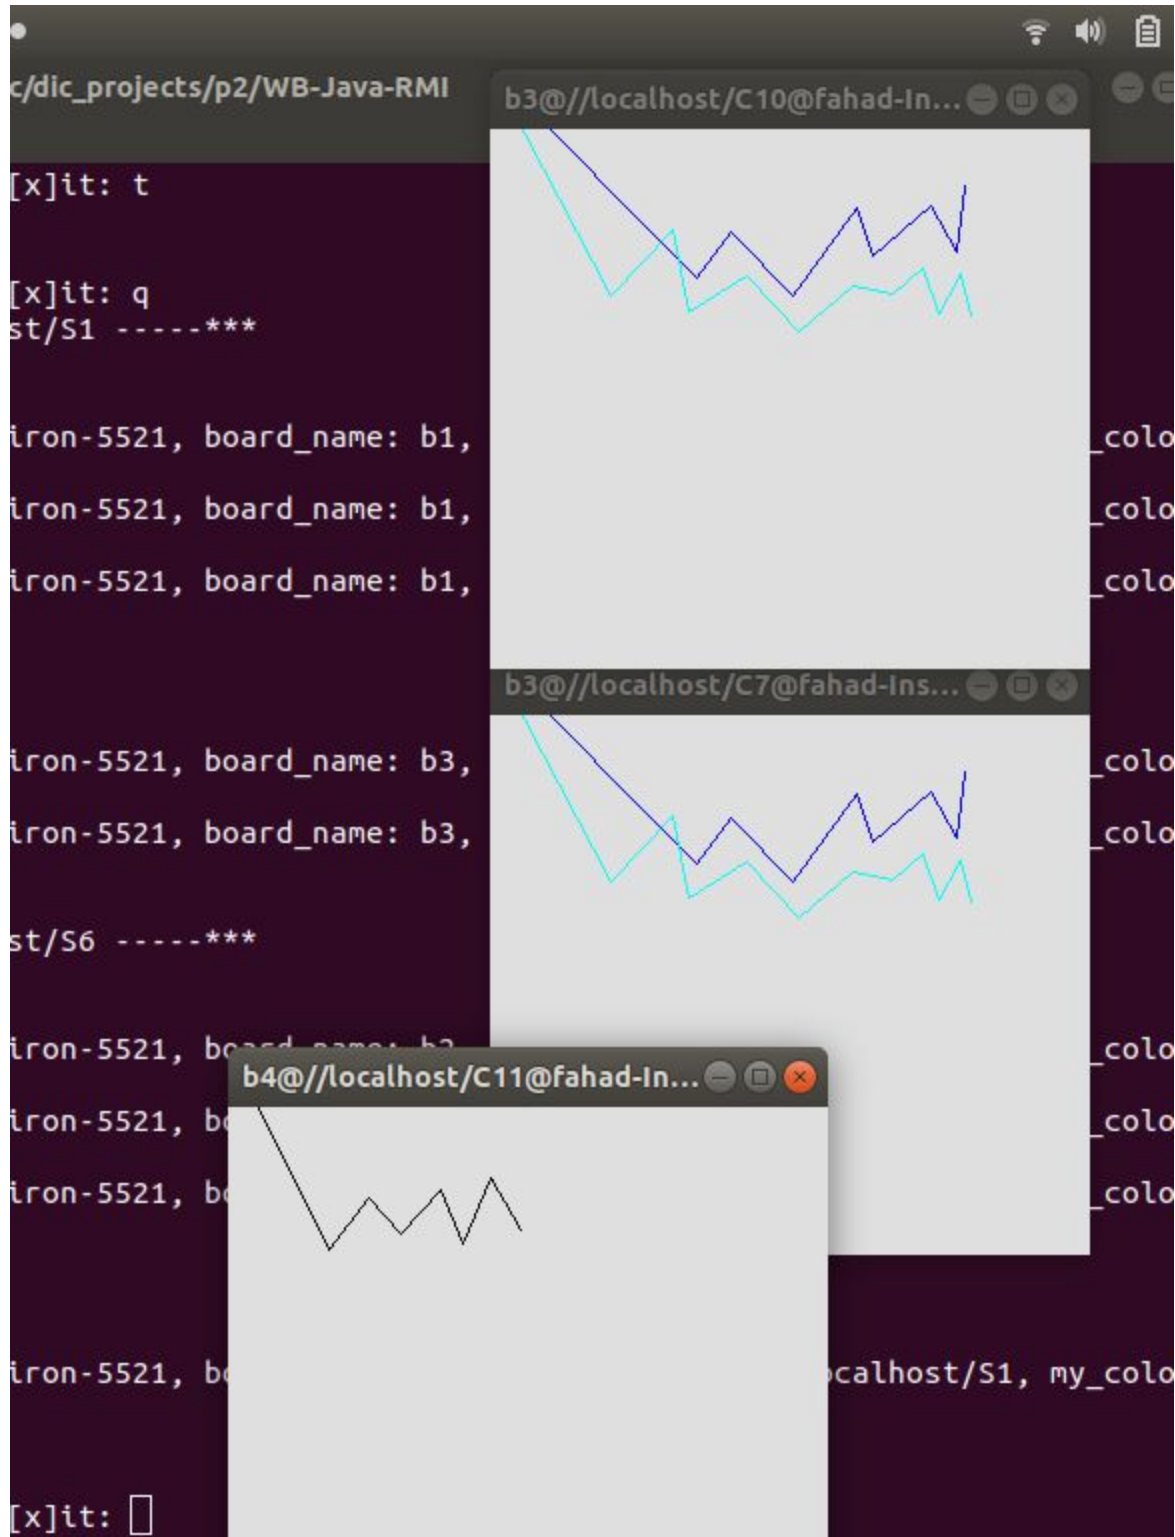 c/dic_projects/p2/WB-Java-RMI
b3@//localhost/C10@fahad-In...
[x]it: t
[x]it: q
st/S1 -----***
iron-5521, board_name: b1,
_colo
iron-5521, board_name: b1,
_colo
iron-5521, board_name: b1,
_colo
b3@//localhost/C7@fahad-Ins...
iron-5521, board_name: b3,
_colo
iron-5521, board_name: b3,
_colo
st/S6 -----***
iron-5521, board_name: b2
_colo
b4@//localhost/C11@fahad-In...
iron-5521, bo
_colo
iron-5521, bo
_colo
iron-5521, bo
ocalhost/S1, my_colo
[x]it: